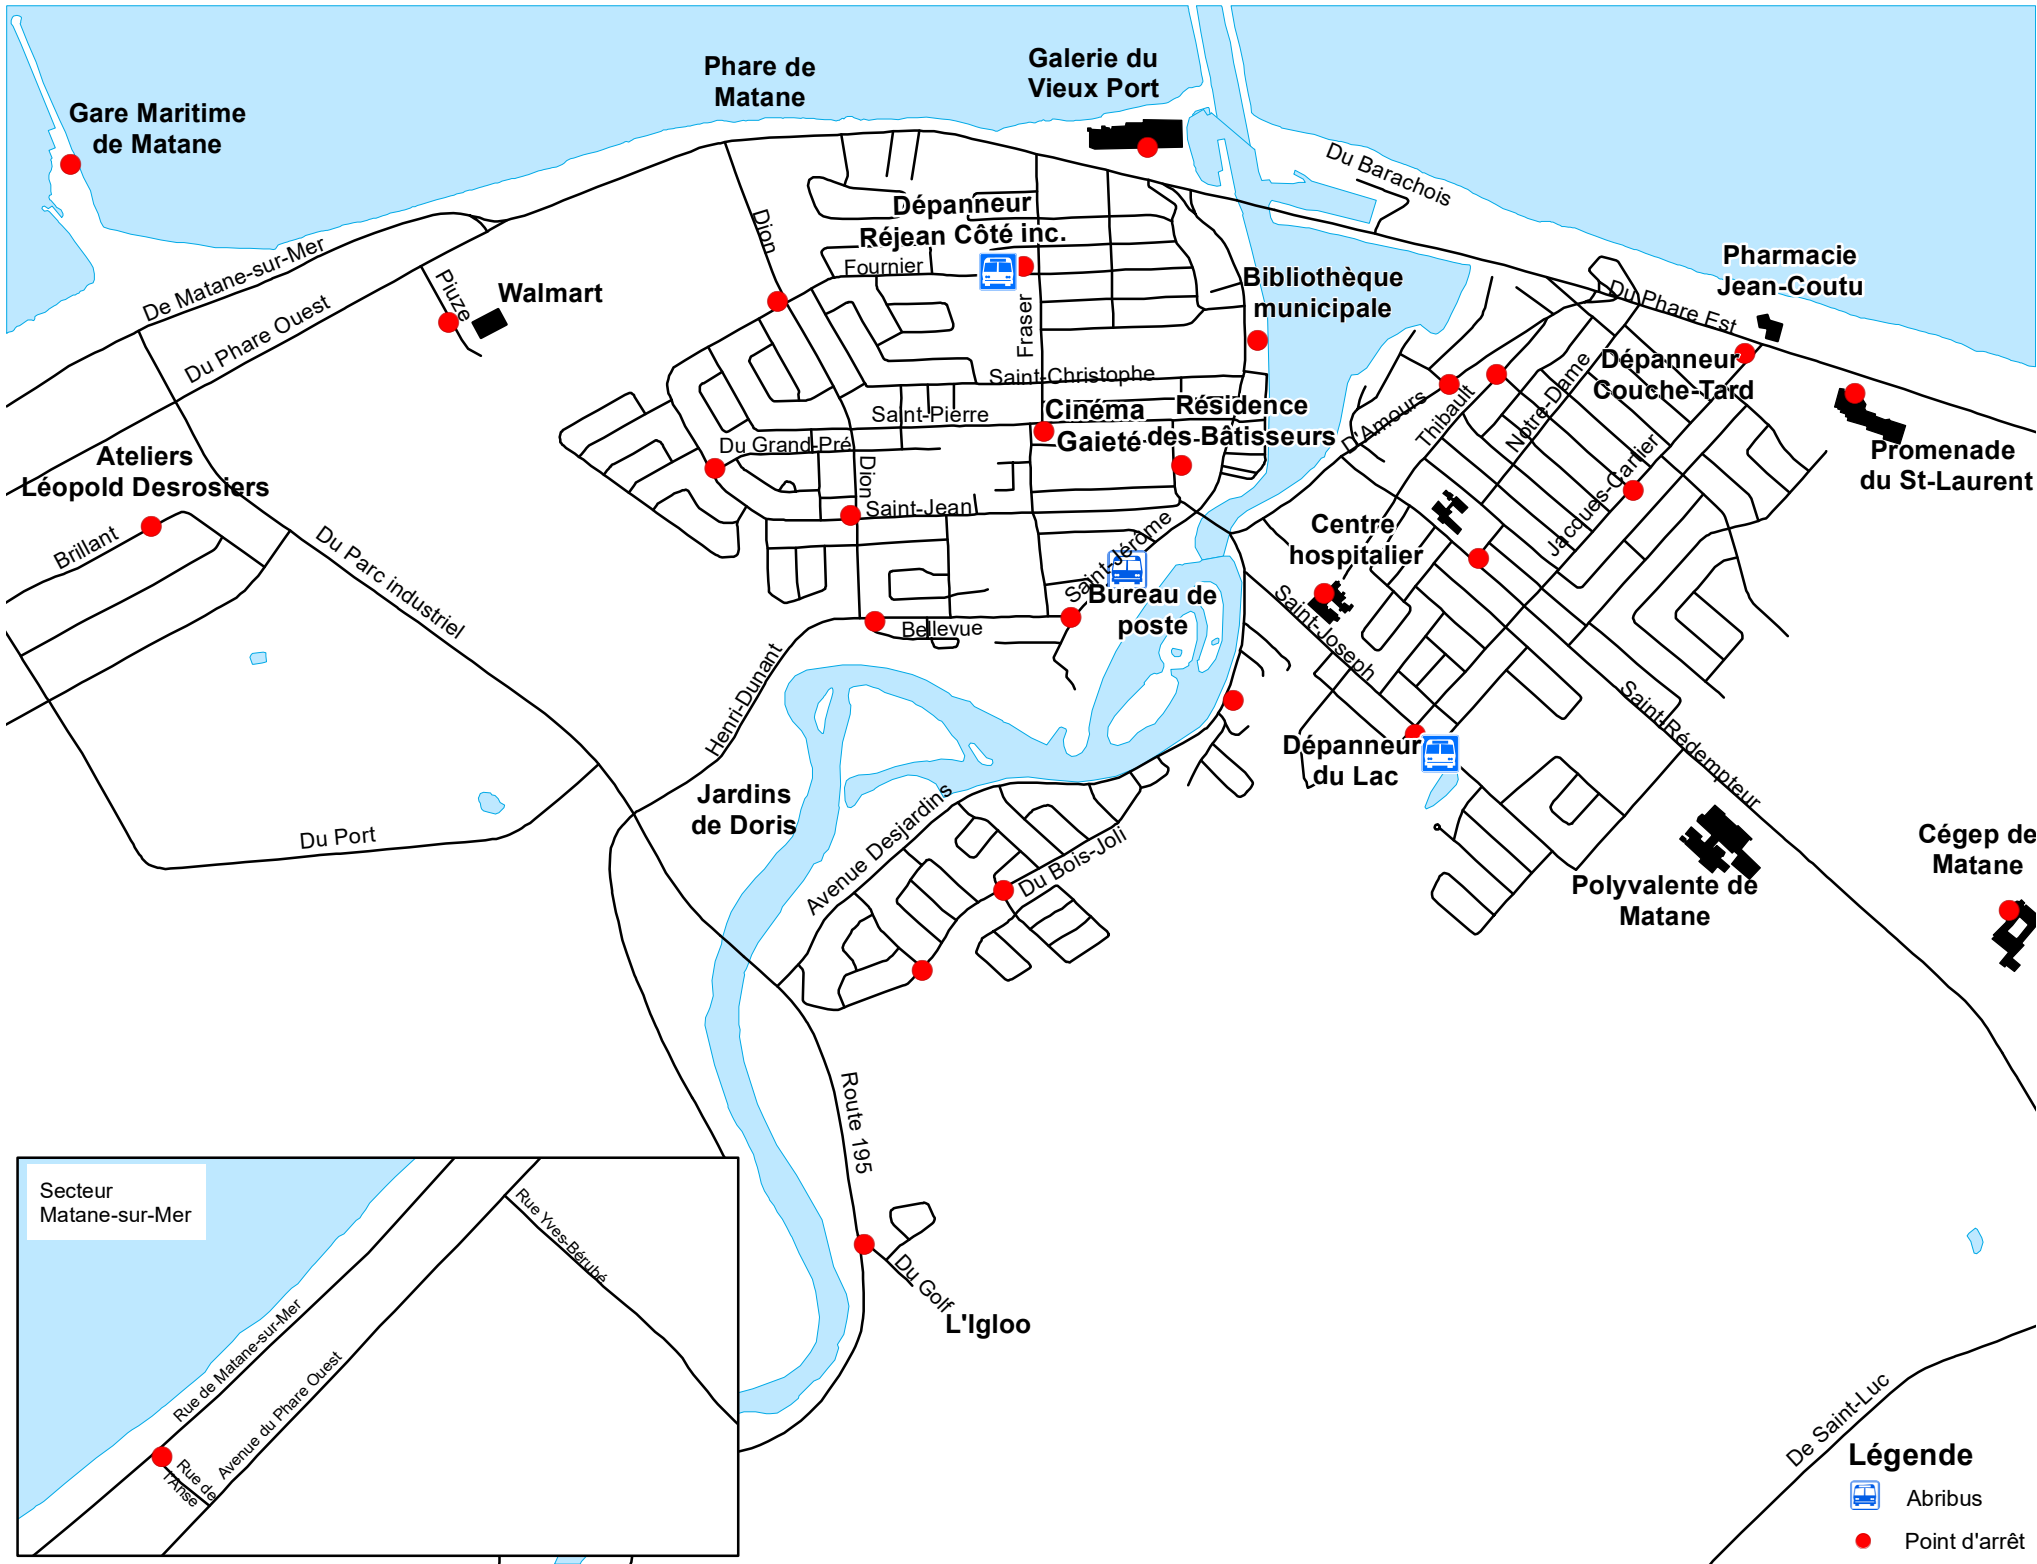 Gare Maritime
de Matane
Phare de
Matane
Galerie du
Vieux Port
Du Barachois
Dépanneur
Réjean Côté inc.
Dion
Fournier
De Matane-sur-Mer
Piuze
Walmart
Du Phare Ouest
Fraser
Bibliothèque
municipale
Pharmacie
Jean-Coutu
Du Phare Est
Dépanneur
Couche-Tard
Saint-Christophe
Saint-Pierre
Cinéma
Gaieté
Résidence
des-Bâtisseurs
D'Amours
Thibault
Notre-Dame
Jacques-Cartier
Promenade
du St-Laurent
Du Grand-Pré
Dion
Saint-Jean
Ateliers
Léopold Desrosiers
Brillant
Du Parc industriel
Saint-Jérôme
Bureau de
poste
Centre
hospitalier
Saint-Joseph
Bellevue
Henri-Dunant
Saint-Rédempteur
Dépanneur
du Lac
Jardins
de Doris
Avenue Desjardins
Du Bois-Joli
Du Port
Polyvalente de
Matane
Cégep de
Matane
Route 195
Du Golf
L'Igloo
Secteur
Matane-sur-Mer
Rue Yves-Bérubé
Rue de Matane-sur-Mer
Avenue du Phare Ouest
Rue de
l'Anse
De Saint-Luc
Légende
Abribus
Point d'arrêt